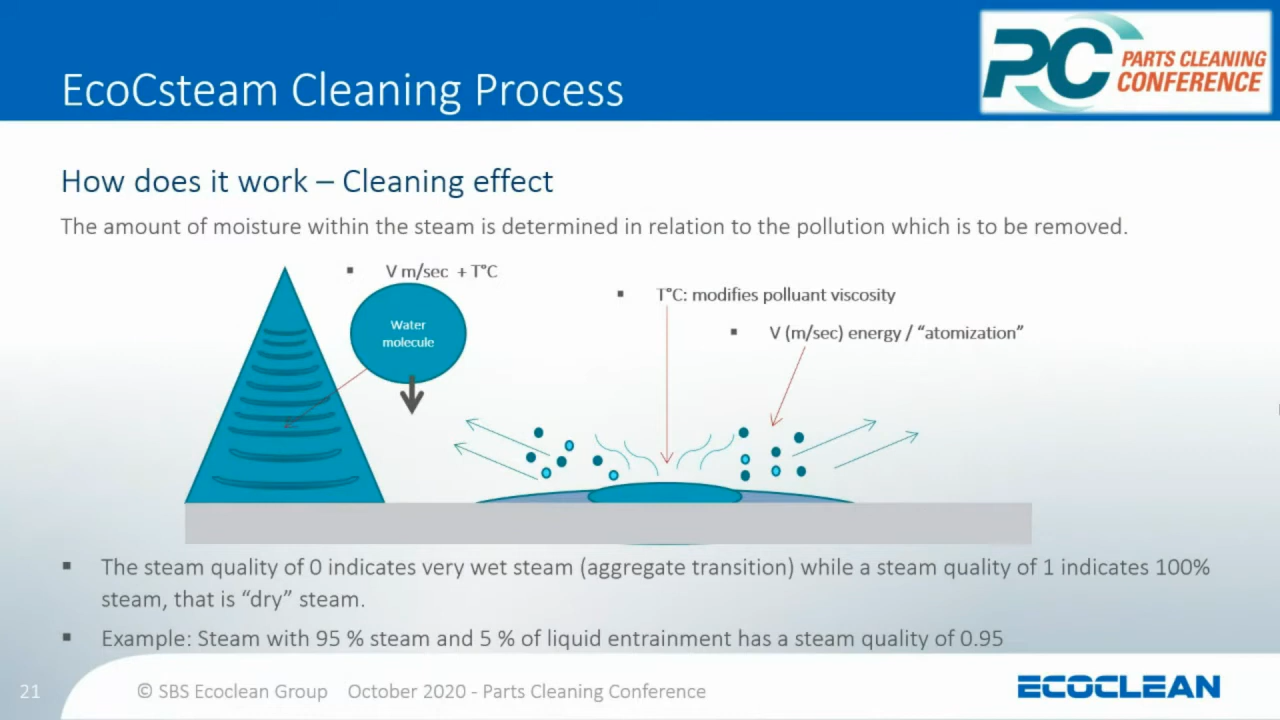 EcoCsteam Cleaning Process
PC PARTS CLEANING
CONFERENCE
How does it work – Cleaning effect
The amount of moisture within the steam is determined in relation to the pollution which is to be removed.
▪ V m/sec + T°C
Water
molecule
▪ T°C: modifies polluant viscosity
▪ V (m/sec) energy / “atomization”
▪ The steam quality of 0 indicates very wet steam (aggregate transition) while a steam quality of 1 indicates 100%
steam, that is “dry” steam.
▪ Example: Steam with 95 % steam and 5 % of liquid entrainment has a steam quality of 0.95
21 © SBS Ecoclean Group October 2020 - Parts Cleaning Conference
ECOCLEAN